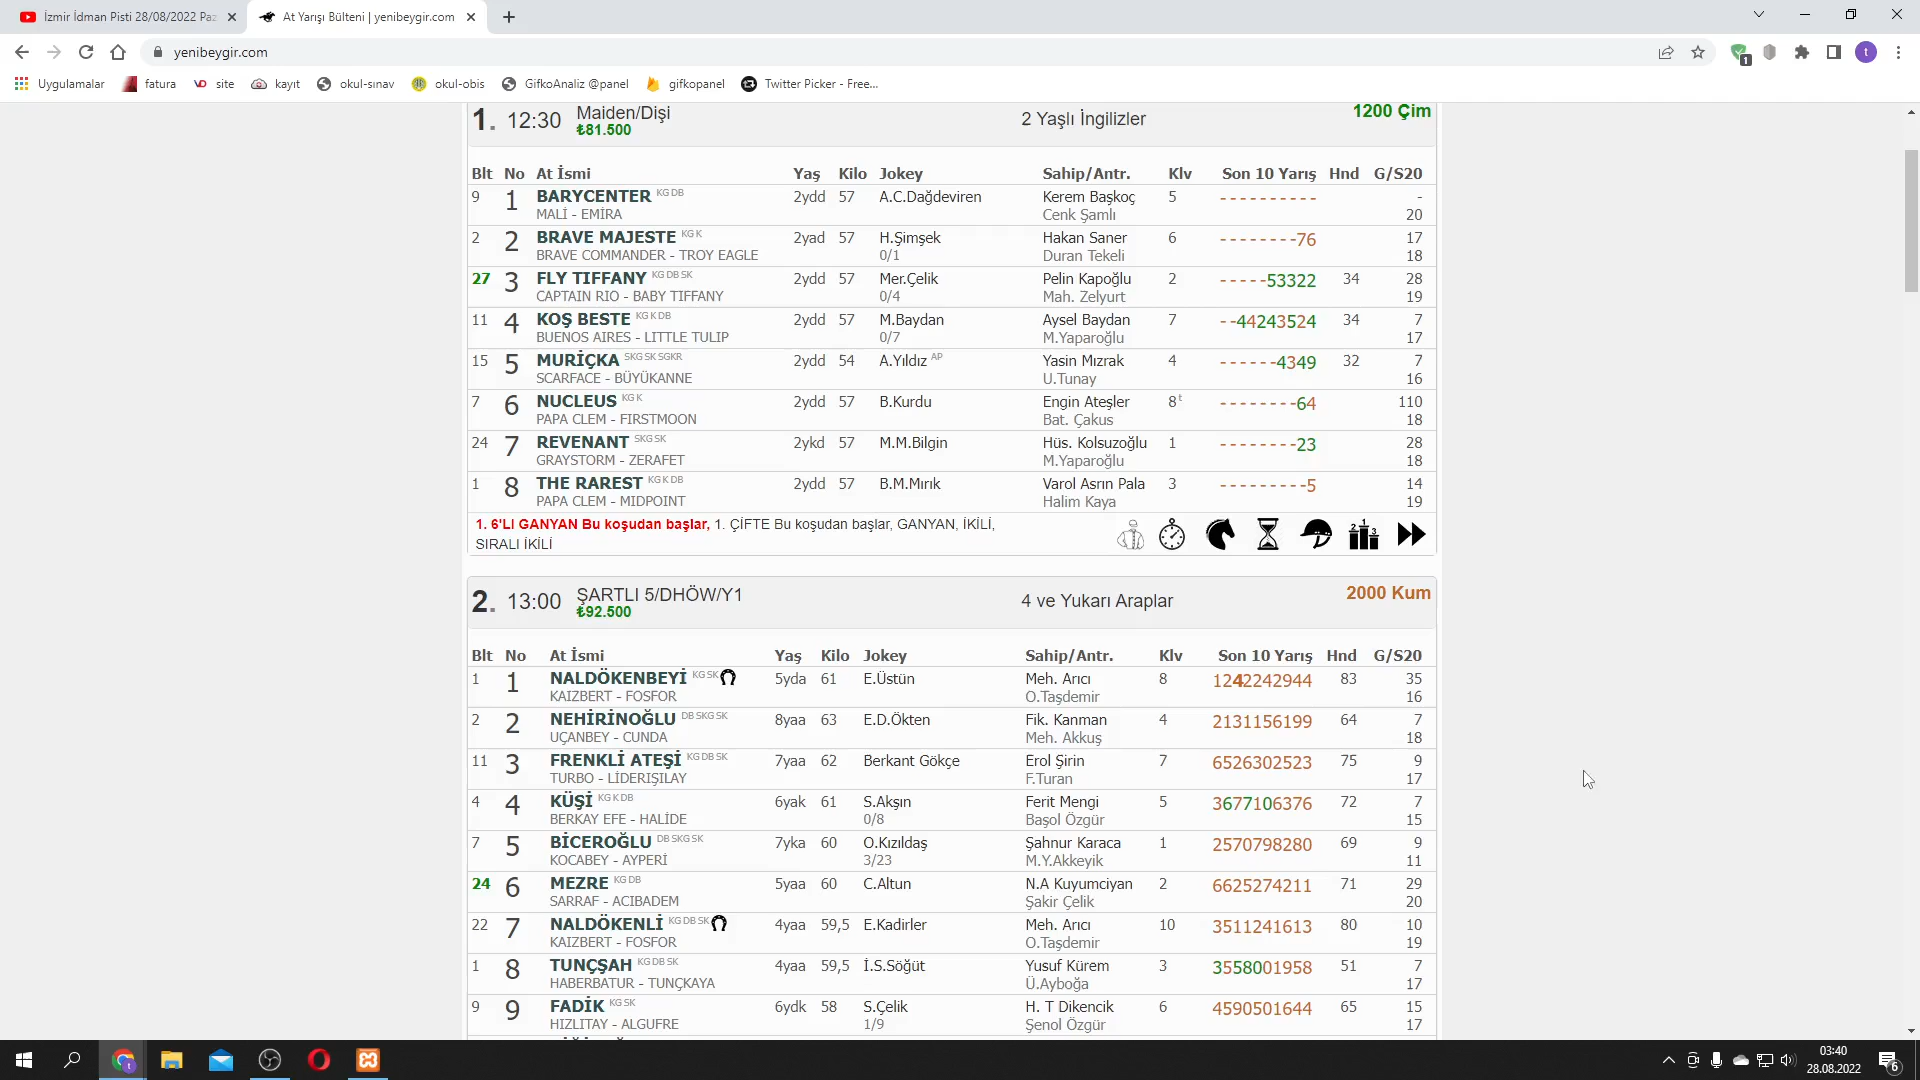 İzmir İdman Pisti 28/08/2022 Paz
At Yarışı Bülteni | yenibeygir.com
yenibeygir.com
Uygulamalar fatura site kayıt okul-sınav okul-obis GifkoAnaliz @panel gifkopanel Twitter Picker - Free...
1. 12:30 Maiden/Dişi 2 Yaşlı İngilizler 1200 Çim
₺81.500
Blt No At İsmi Yaş Kilo Jokey Sahip/Antr. Klv Son 10 Yarış Hnd G/S20
9 1 BARYCENTER KG DB 2ydd 57 A.C.Dağdeviren Kerem Başkoç 5 - - - - - - - - - - -
MALİ - EMİRA Cenk Şamlı 20
2 2 BRAVE MAJESTE KG K 2yad 57 H.Şimşek Hakan Saner 6 - - - - - - - -76 17
BRAVE COMMANDER - TROY EAGLE 0/1 Duran Tekeli 18
27 3 FLY TIFFANY KG DB SK 2ydd 57 Mer.Çelik Pelin Kapoğlu 2 - - - - -53322 34 28
CAPTAIN RIO - BABY TIFFANY 0/4 Mah. Zelyurt 19
11 4 KOŞ BESTE KG K DB 2ydd 57 M.Baydan Aysel Baydan 7 - -44243524 34 7
BUENOS AIRES - LITTLE TULIP 0/7 M.Yaparoğlu 17
15 5 MURİÇKA SKG SK SGKR 2ydd 54 A.Yıldız AP Yasin Mızrak 4 - - - - - -4349 32 7
SCARFACE - BÜYÜKANNE U.Tunay 16
7 6 NUCLEUS KG K 2ydd 57 B.Kurdu Engin Ateşler 8 t - - - - - - - -64 110
PAPA CLEM - FIRSTMOON Bat. Çakus 18
24 7 REVENANT SKG SK 2ykd 57 M.M.Bilgin Hüs. Kolsuzoğlu 1 - - - - - - - -23 28
GRAYSTORM - ZERAFET M.Yaparoğlu 18
1 8 THE RAREST KG K DB 2ydd 57 B.M.Mırık Varol Asrın Pala 3 - - - - - - - - -5 14
PAPA CLEM - MIDPOINT Halim Kaya 19
1. 6'LI GANYAN Bu koşudan başlar, 1. ÇİFTE Bu koşudan başlar, GANYAN, İKİLİ,
SIRALI İKİLİ
2. 13:00 ŞARTLI 5/DHÖW/Y1 4 ve Yukarı Araplar 2000 Kum
₺92.500
Blt No At İsmi Yaş Kilo Jokey Sahip/Antr. Klv Son 10 Yarış Hnd G/S20
1 1 NALDÖKENBEYİ KG SK 5yda 61 E.Üstün Meh. Arıcı 8 1242242944 83 35
KAIZBERT - FOSFOR O.Taşdemir 16
2 2 NEHİRİNOĞLU DB SKG SK 8yaa 63 E.D.Ökten Fik. Kanman 4 2131156199 64 7
UÇANBEY - CUNDA Meh. Akkuş 18
11 3 FRENKLİ ATEŞİ KG DB SK 7yaa 62 Berkant Gökçe Erol Şirin 7 6526302523 75 9
TURBO - LİDERIŞILAY F.Turan 17
4 4 KÜŞİ KG K DB 6yak 61 S.Akşın Ferit Mengi 5 3677106376 72 7
BERKAY EFE - HALİDE 0/8 Başol Özgür 15
7 5 BİCEROĞLU DB SKG SK 7yka 60 O.Kızıldaş Şahnur Karaca 1 2570798280 69 9
KOCABEY - AYPERİ 3/23 M.Y.Akkeyik 11
24 6 MEZRE KG DB 5yaa 60 C.Altun N.A Kuyumciyan 2 6625274211 71 29
SARRAF - ACIBADEM Şakir Çelik 20
22 7 NALDÖKENLİ KG DB SK 4yaa 59,5 E.Kadirler Meh. Arıcı 10 3511241613 80 10
KAIZBERT - FOSFOR O.Taşdemir 19
1 8 TUNÇŞAH KG DB SK 4yaa 59,5 İ.S.Söğüt Yusuf Kürem 3 3558001958 51 7
HABERBATUR - TUNÇKAYA Ü.Ayboğa 17
9 9 FADİK KG SK 6ydk 58 S.Çelik H. T Dikencik 6 4590501644 65 15
HIZLITAY - ALGUFRE 1/9 Şenol Özgür 17
03:40
28.08.2022